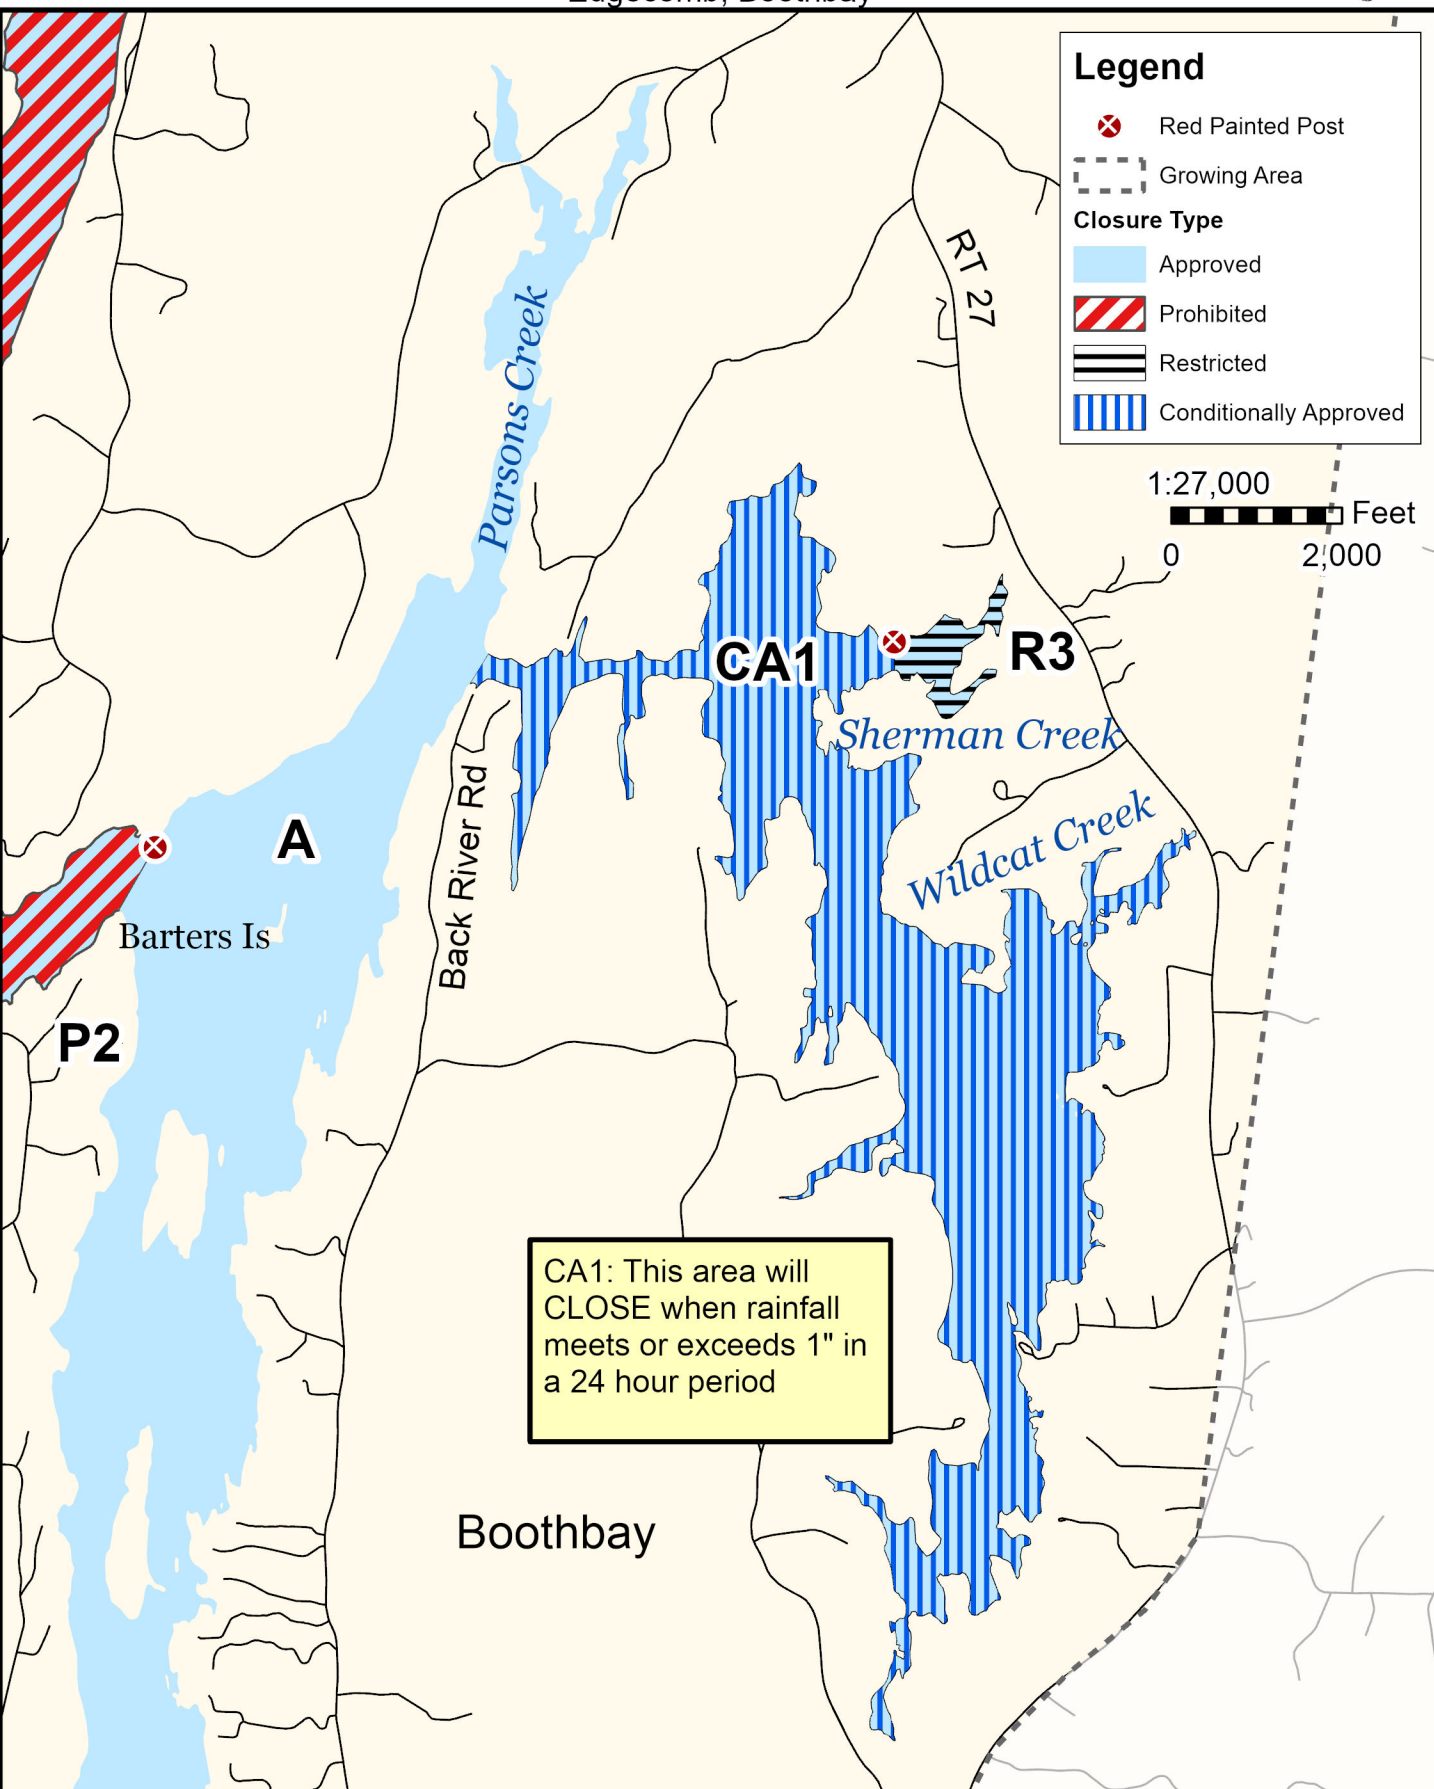 Edgecomb, Boothbay
Legend
Red Painted Post
Growing Area
Closure Type
Approved
Prohibited
Restricted
Conditionally Approved
1:27,000
Feet
0 2,000
RT 27
Parsons Creek
CA1
R3
Sherman Creek
Wildcat Creek
Back River Rd
A
Barters Is
P2
CA1: This area will
CLOSE when rainfall
meets or exceeds 1" in
a 24 hour period
Boothbay